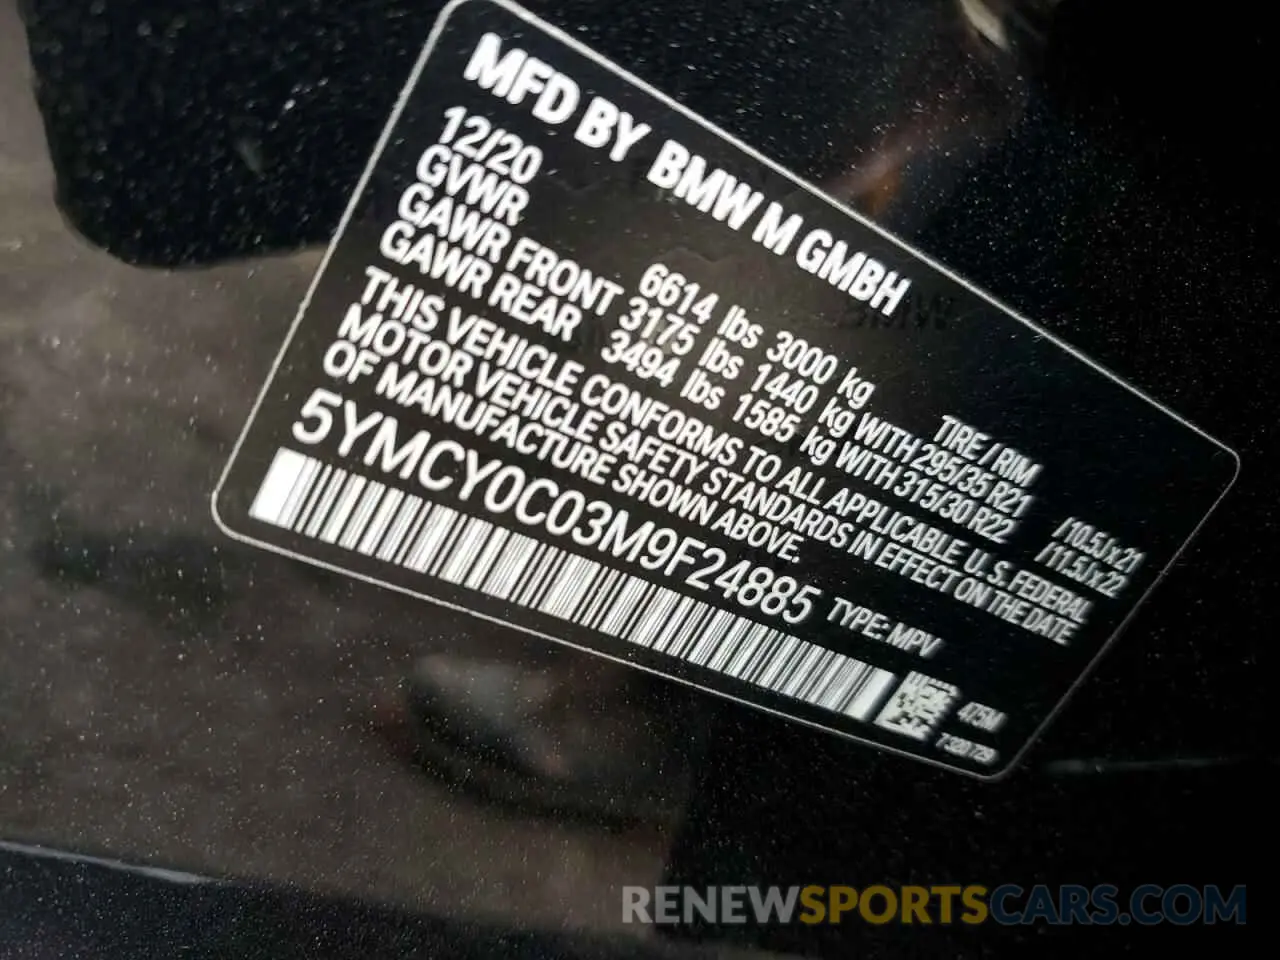 MFD BY BMW M GMBH
12/20
GVWR 6614 lbs 3000 kg TIRE / RIM
GAWR FRONT 3175 lbs 1440 kg WITH 295/35 R21 /10.5Jx21
GAWR REAR 3494 lbs 1585 kg WITH 315/30 R22 /11.5Jx22
THIS VEHICLE CONFORMS TO ALL APPLICABLE U.S. FEDERAL
MOTOR VEHICLE SAFETY STANDARDS IN EFFECT ON THE DATE
OF MANUFACTURE SHOWN ABOVE.
5YMCY0C03M9F24885 TYPE: MPV
475M
7 320 729
RENEWSPORTSCARS.COM